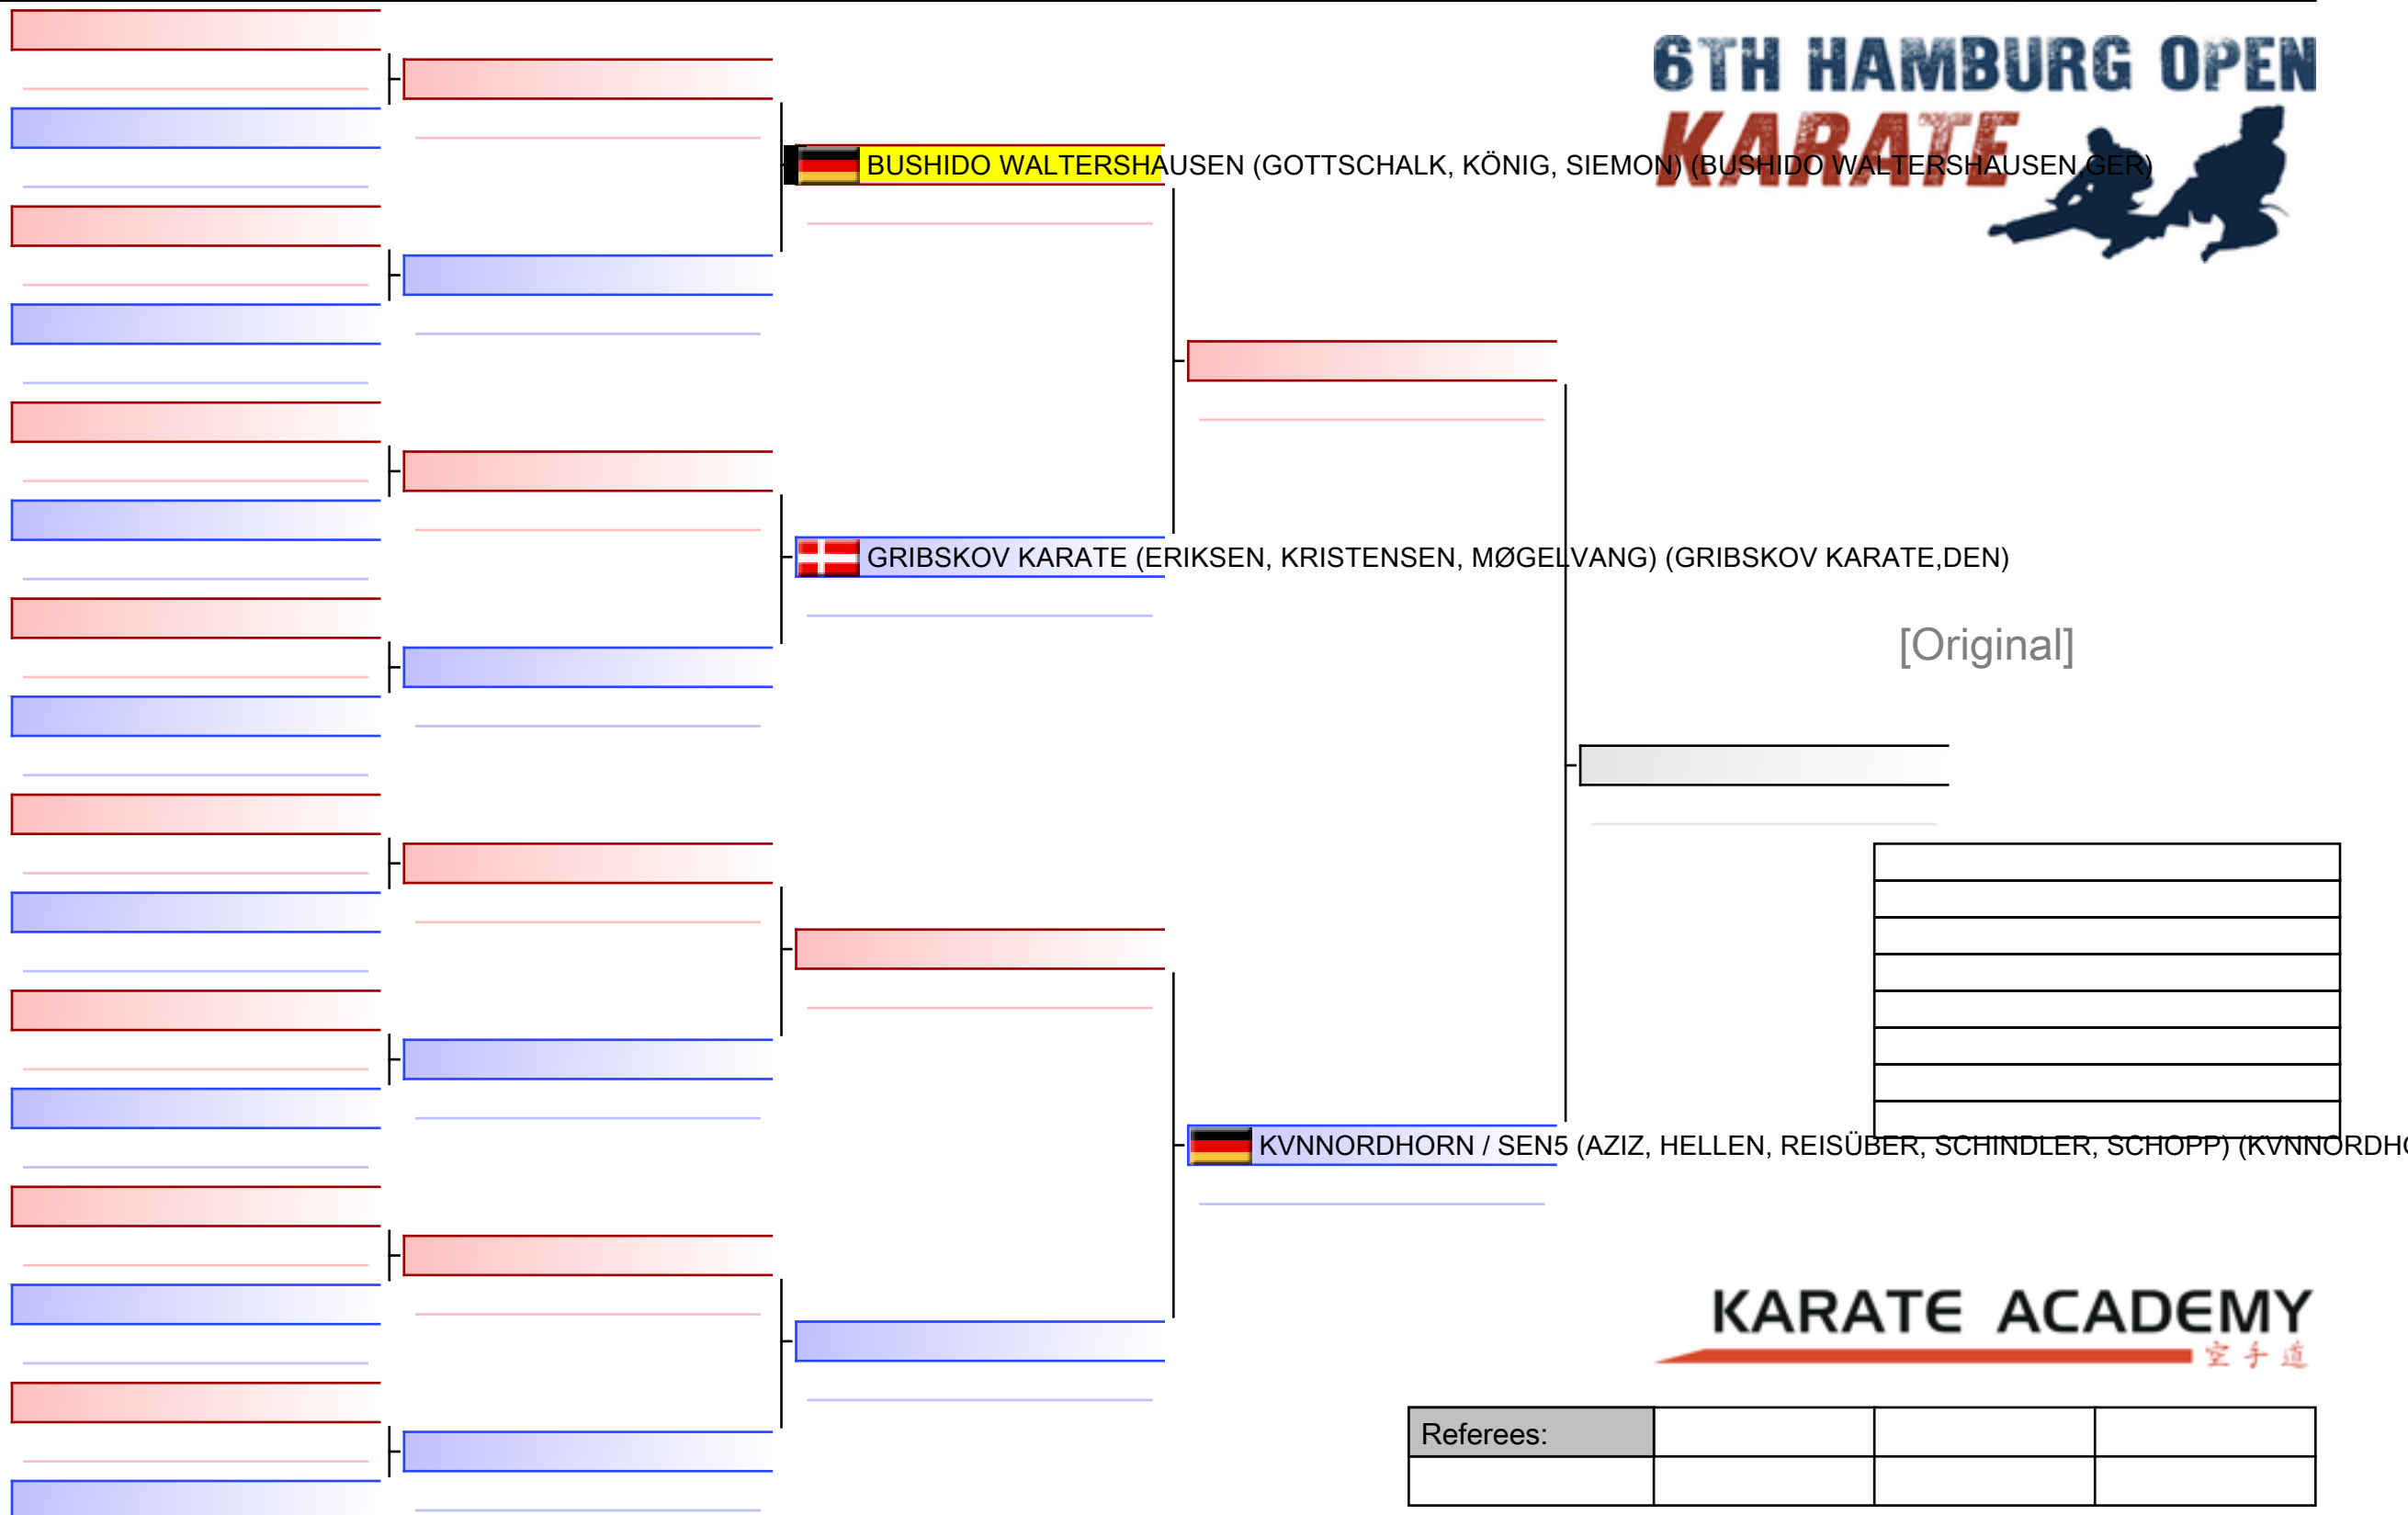 6TH HAMBURG OPEN
KARATE
BUSHIDO WALTERSHAUSEN (GOTTSCHALK, KÖNIG, SIEMON) (BUSHIDO WALTERSHAUSEN,GER)
GRIBSKOV KARATE (ERIKSEN, KRISTENSEN, MØGELVANG) (GRIBSKOV KARATE,DEN)
[Original]
KVNNORDHORN / SEN5 (AZIZ, HELLEN, REISÜBER, SCHINDLER, SCHOPP) (KVNNORDHO
KARATE ACADEMY
空手道
Referees: